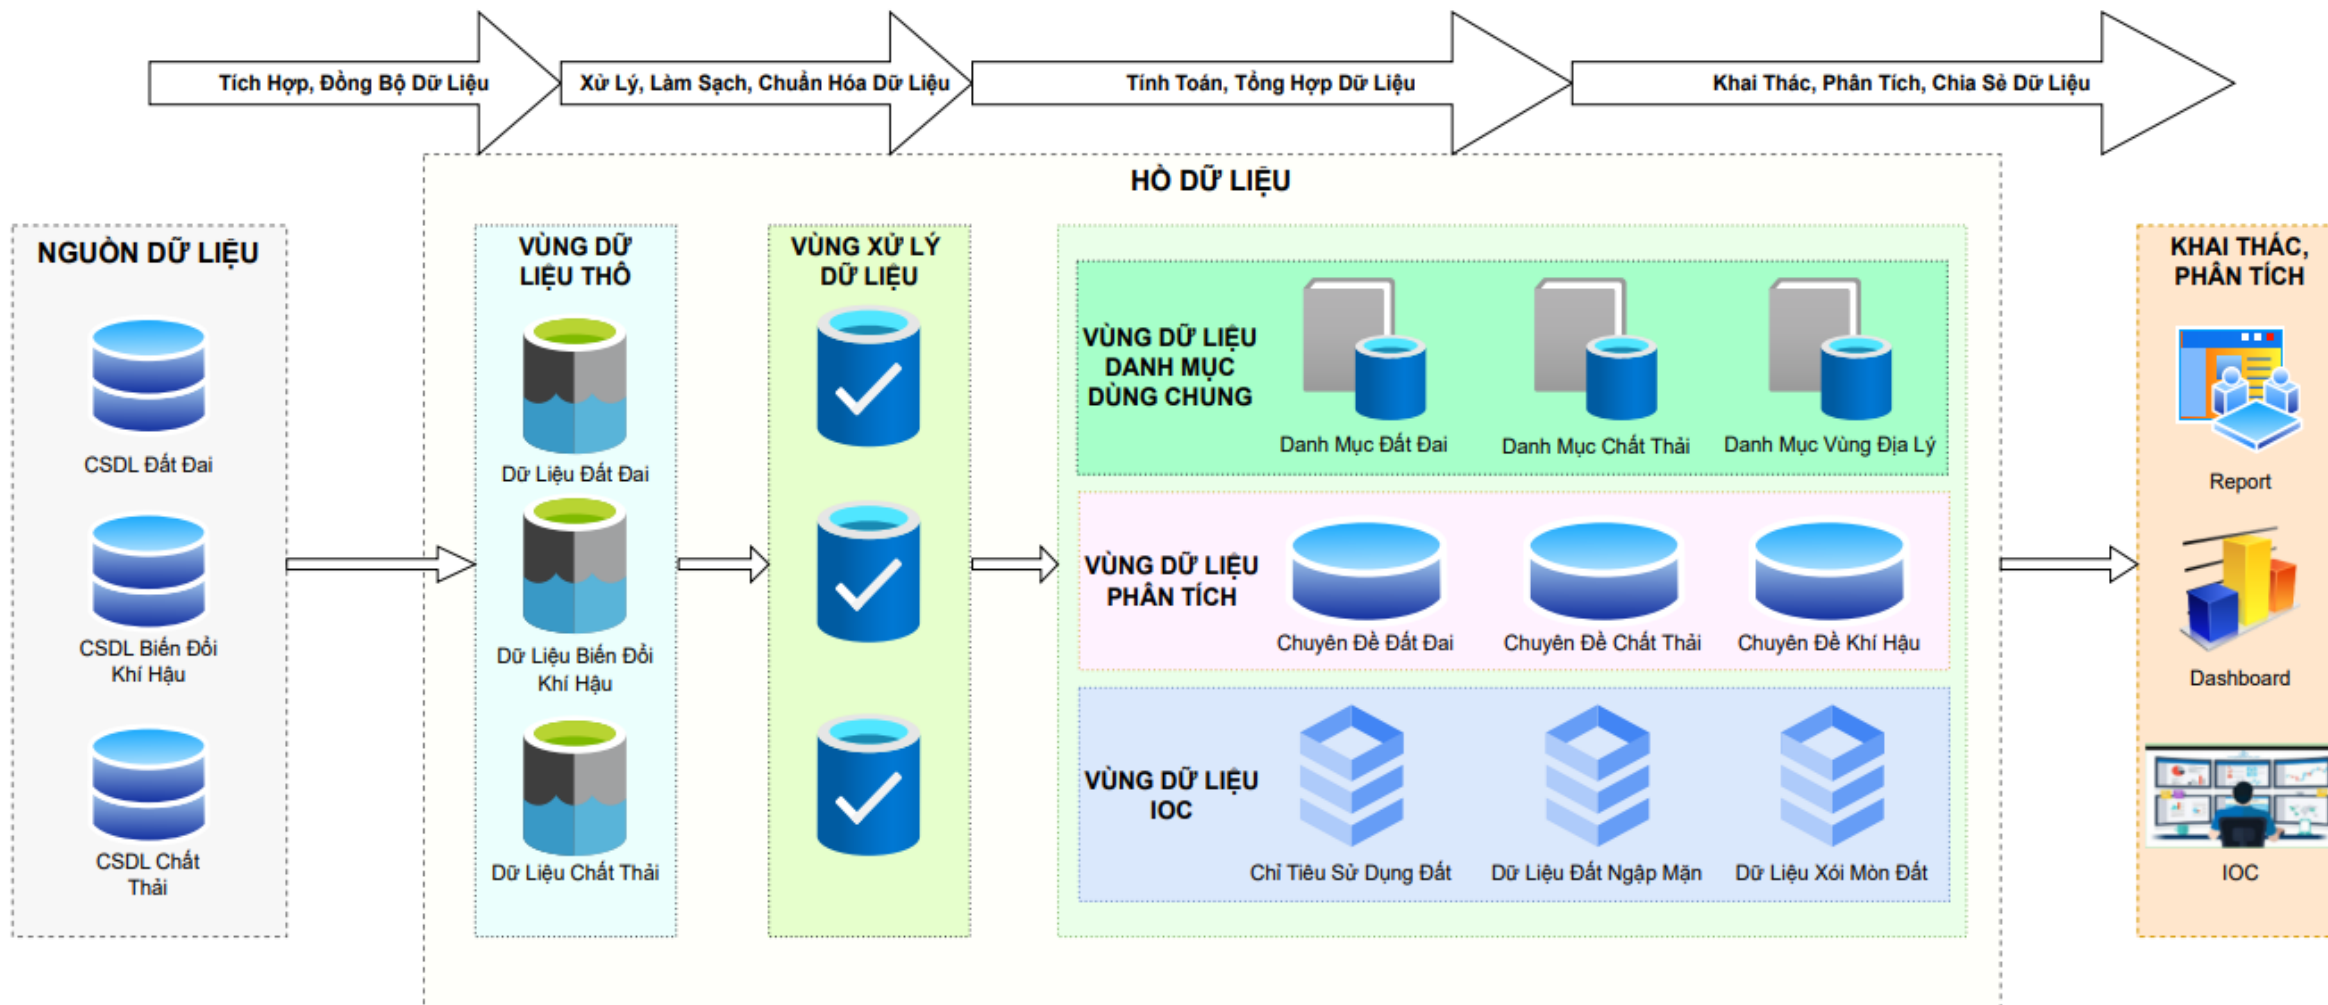 Tích Hợp, Đồng Bộ Dữ Liệu
Xử Lý, Làm Sạch, Chuẩn Hóa Dữ Liệu
Tính Toán, Tổng Hợp Dữ Liệu
Khai Thác, Phân Tích, Chia Sẻ Dữ Liệu
HỒ DỮ LIỆU
NGUỒN DỮ LIỆU
CSDL Đất Đai
CSDL Biến Đổi
Khí Hậu
CSDL Chất
Thải
VÙNG DỮ
LIỆU THÔ
Dữ Liệu Đất Đai
Dữ Liệu Biến Đổi
Khí Hậu
Dữ Liệu Chất Thải
VÙNG XỬ LÝ
DỮ LIỆU
VÙNG DỮ LIỆU
DANH MỤC
DÙNG CHUNG
Danh Mục Đất Đai
Danh Mục Chất Thải
Danh Mục Vùng Địa Lý
VÙNG DỮ LIỆU
PHÂN TÍCH
Chuyên Đề Đất Đai
Chuyên Đề Chất Thải
Chuyên Đề Khí Hậu
VÙNG DỮ LIỆU
IOC
Chỉ Tiêu Sử Dụng Đất
Dữ Liệu Đất Ngập Mặn
Dữ Liệu Xói Mòn Đất
KHAI THÁC,
PHÂN TÍCH
Report
Dashboard
IOC